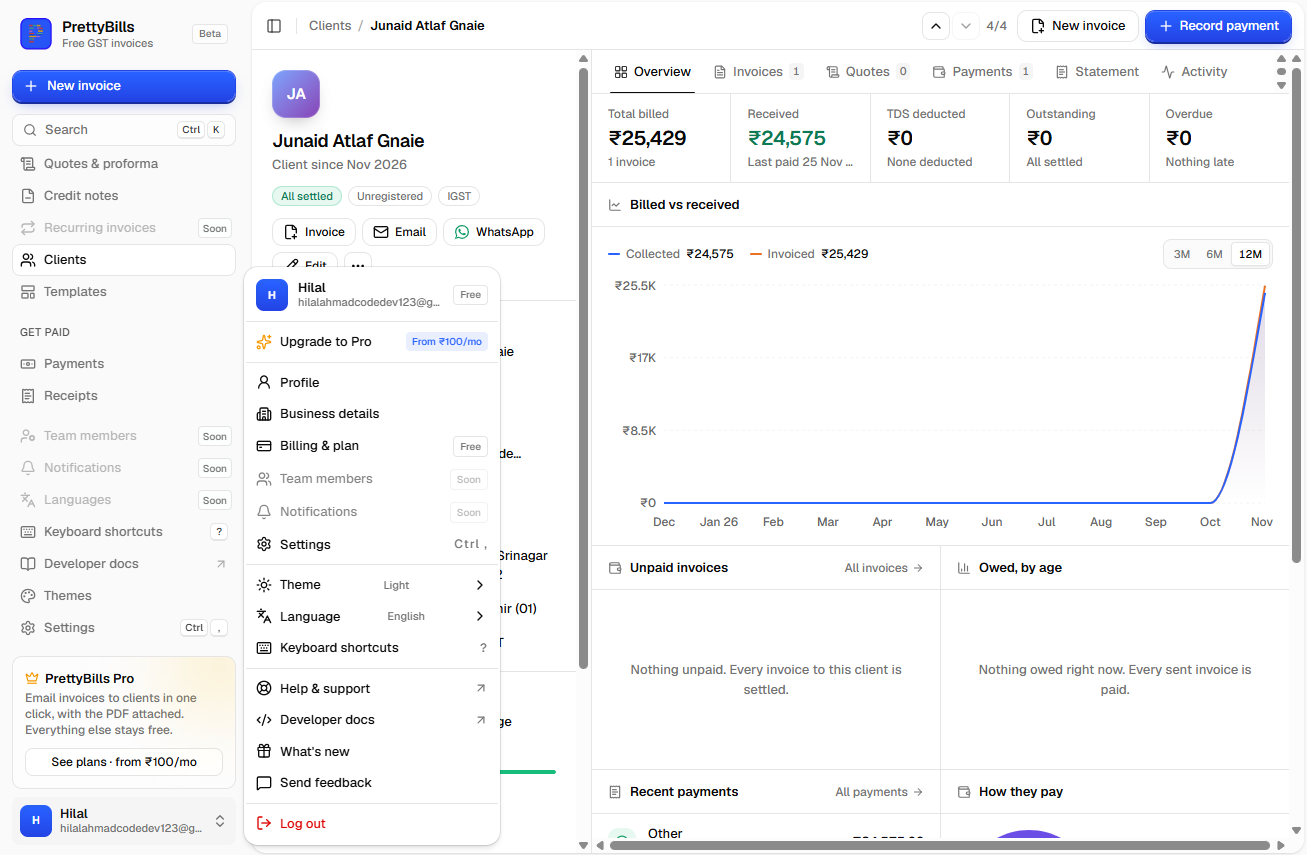 PrettyBills
Free GST invoices
Beta
New invoice
Search
Ctrl K
Quotes & proforma
Credit notes
Recurring invoices
Soon
Clients
Templates
GET PAID
Payments
Receipts
Team members
Soon
Notifications
Soon
Languages
Soon
Keyboard shortcuts
?
Developer docs
Themes
Settings
Ctrl ,
PrettyBills Pro
Email invoices to clients in one
click, with the PDF attached.
Everything else stays free.
See plans · from ₹100/mo
H
Hilal
hilalahmadcodedev123@g...
Clients / Junaid Atlaf Gnaie
4/4
New invoice
Record payment
JA
Junaid Atlaf Gnaie
Client since Nov 2026
All settled
Unregistered
IGST
Invoice
Email
WhatsApp
Edit
...
H
Hilal
hilalahmadcodedev123@g...
Free
Upgrade to Pro
From ₹100/mo
Profile
Business details
Billing & plan
Free
Team members
Soon
Notifications
Soon
Settings
Ctrl ,
Theme
Light
Language
English
Keyboard shortcuts
?
Help & support
Developer docs
What's new
Send feedback
Log out
aie
de...
Srinagar
2
nir (01)
T
ge
Overview
Invoices 1
Quotes 0
Payments 1
Statement
Activity
Total billed
₹25,429
1 invoice
Received
₹24,575
Last paid 25 Nov ...
TDS deducted
₹0
None deducted
Outstanding
₹0
All settled
Overdue
₹0
Nothing late
Billed vs received
Collected ₹24,575
Invoiced ₹25,429
3M 6M 12M
₹25.5K
₹17K
₹8.5K
₹0
Dec Jan 26 Feb Mar Apr May Jun Jul Aug Sep Oct Nov
Unpaid invoices
All invoices →
Nothing unpaid. Every invoice to this client is
settled.
Owed, by age
Nothing owed right now. Every sent invoice is
paid.
Recent payments
All payments →
Other
How they pay